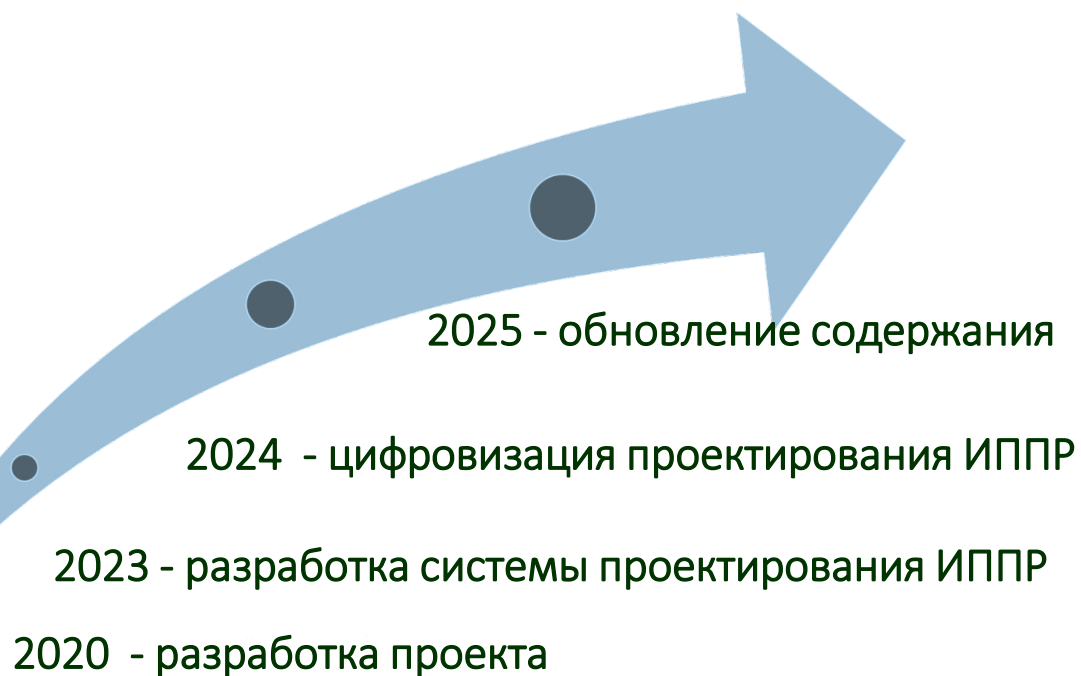 2025 - обновление содержания
2024 - цифровизация проектирования ИППР
2023 - разработка системы проектирования ИППР
2020 - разработка проекта